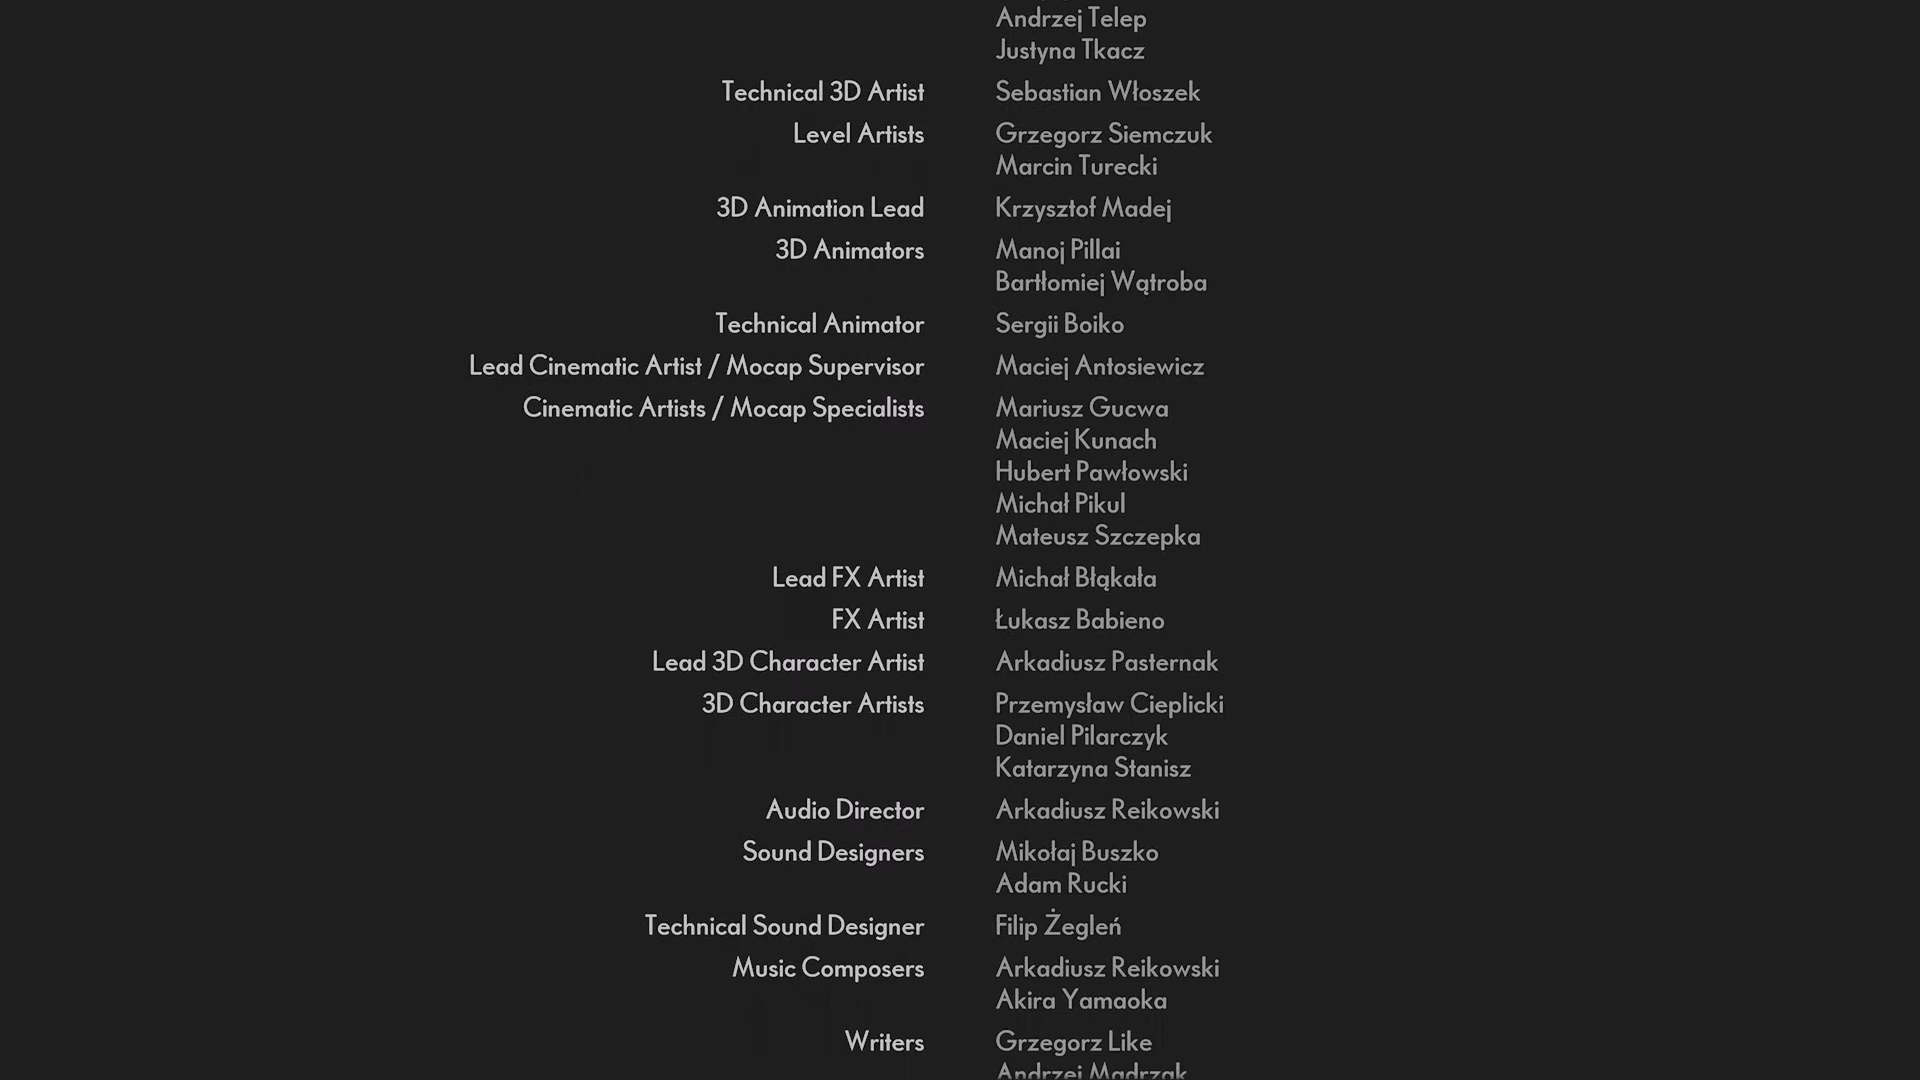 Andrzej Telep
Justyna Tkacz
Technical 3D Artist Sebastian Włoszek
Level Artists Grzegorz Siemczuk
Marcin Turecki
3D Animation Lead Krzysztof Madej
3D Animators Manoj Pillai
Bartłomiej Wątroba
Technical Animator Sergii Boiko
Lead Cinematic Artist / Mocap Supervisor Maciej Antosiewicz
Cinematic Artists / Mocap Specialists Mariusz Gucwa
Maciej Kunach
Hubert Pawłowski
Michał Pikul
Mateusz Szczepka
Lead FX Artist Michał Błąkała
FX Artist Łukasz Babieno
Lead 3D Character Artist Arkadiusz Pasternak
3D Character Artists Przemysław Cieplicki
Daniel Pilarczyk
Katarzyna Stanisz
Audio Director Arkadiusz Reikowski
Sound Designers Mikołaj Buszko
Adam Rucki
Technical Sound Designer Filip Żegleń
Music Composers Arkadiusz Reikowski
Akira Yamaoka
Writers Grzegorz Like
Andrzej Mądrzak